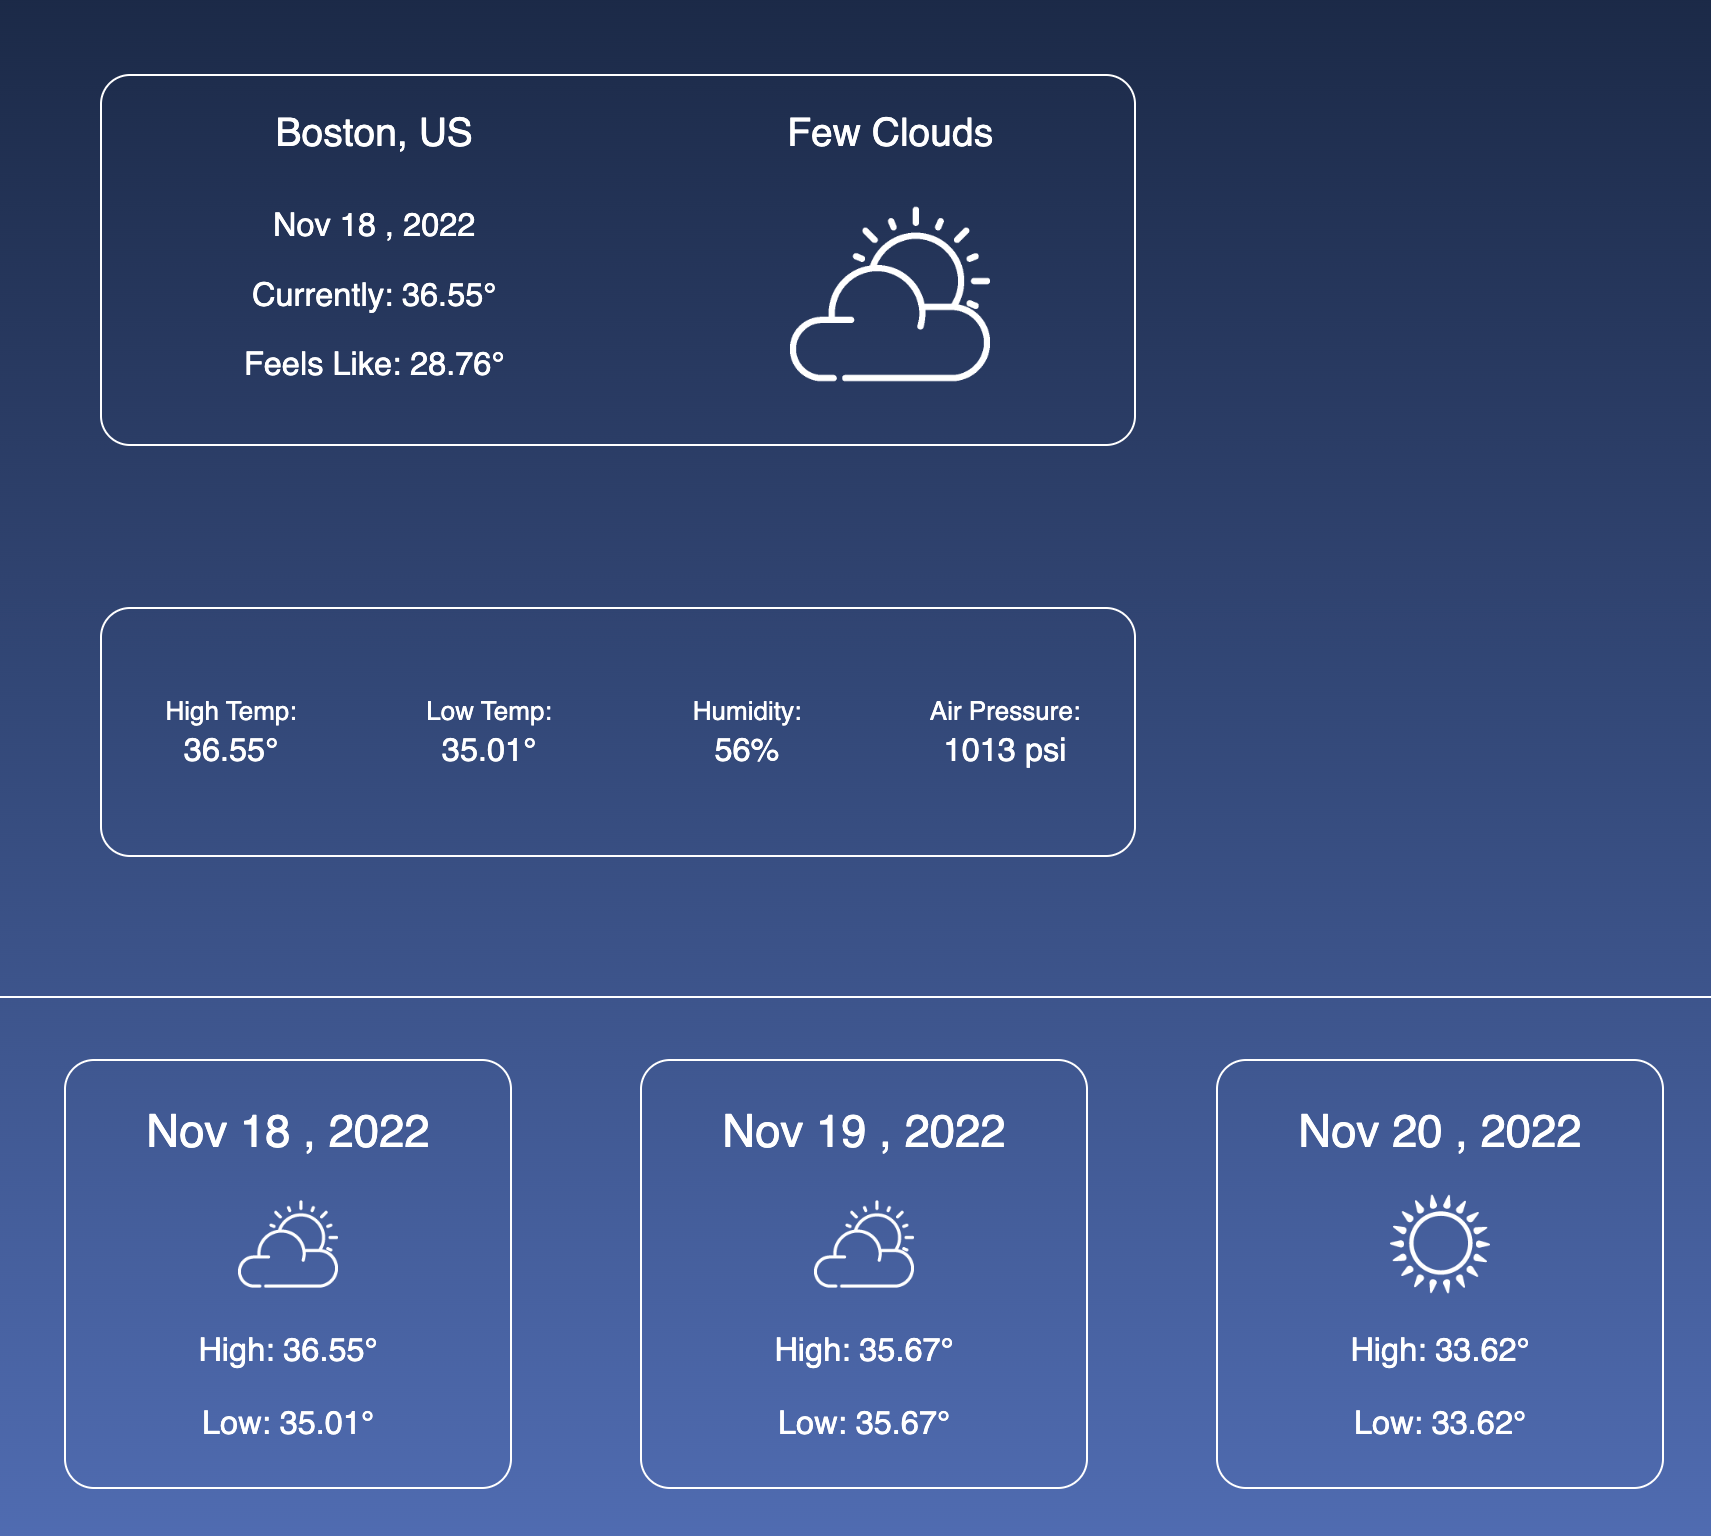 Boston, US
Few Clouds
Nov 18 , 2022
Currently: 36.55°
Feels Like: 28.76°
High Temp:
36.55°
Low Temp:
35.01°
Humidity:
56%
Air Pressure:
1013 psi
Nov 18 , 2022
High: 36.55°
Low: 35.01°
Nov 19 , 2022
High: 35.67°
Low: 35.67°
Nov 20 , 2022
High: 33.62°
Low: 33.62°